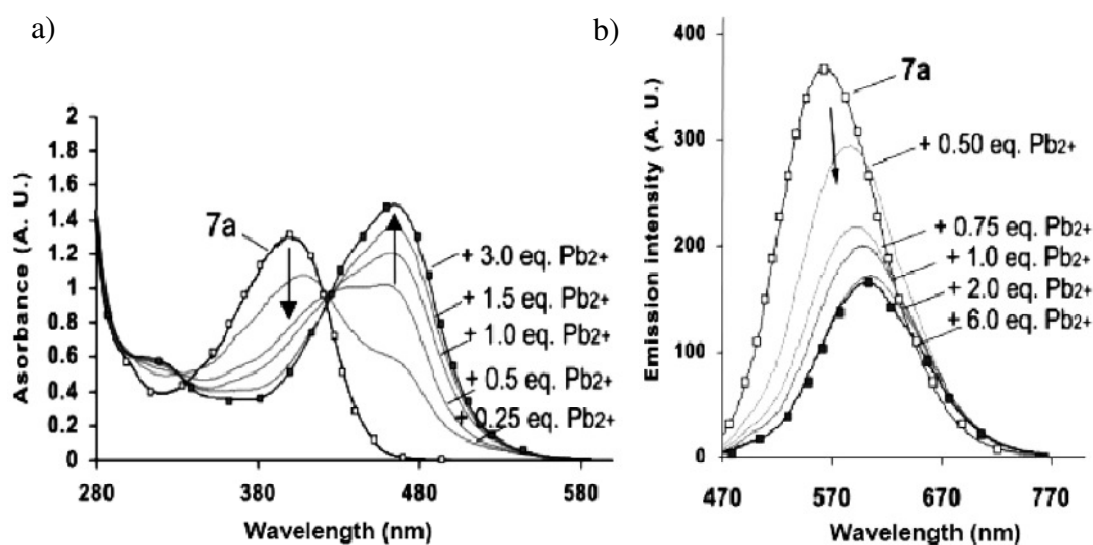 a)
Asorbance (A. U.)
2
1.8
1.6
1.4
1.2
1
0.8
0.6
0.4
0.2
0
7a
+ 3.0 eq. Pb2+
+ 1.5 eq. Pb2+
+ 1.0 eq. Pb2+
+ 0.5 eq. Pb2+
+ 0.25 eq. Pb2+
280 380 480 580
Wavelength (nm)
b)
Emission intensity (A. U.)
400
300
200
100
00
7a
+ 0.50 eq. Pb2+
+ 0.75 eq. Pb2+
+ 1.0 eq. Pb2+
+ 2.0 eq. Pb2+
+ 6.0 eq. Pb2+
470 570 670 770
Wavelength (nm)